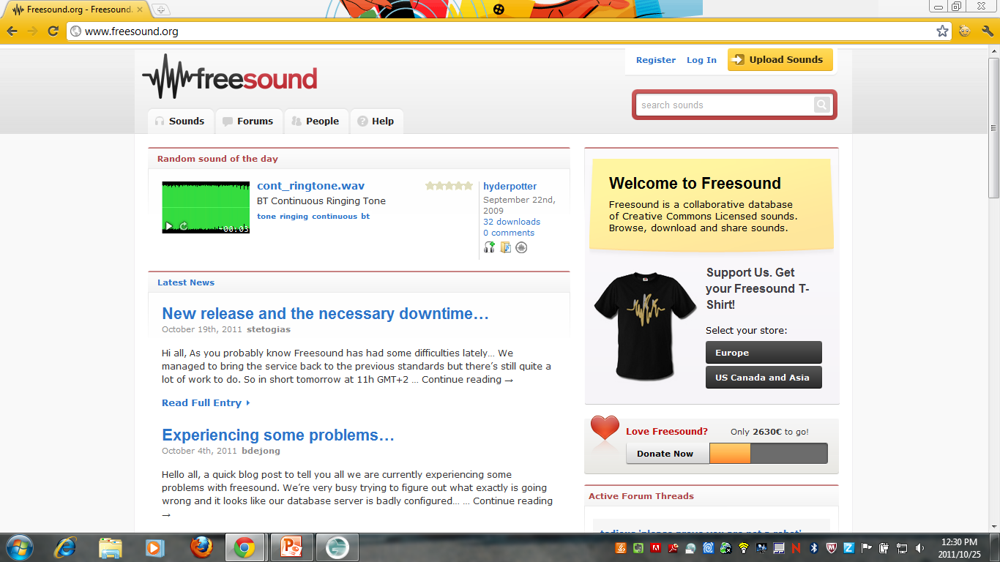 Freesound.org - Freesound.
www.freesound.org
Register Log In Upload Sounds
freesound
search sounds
Sounds Forums People Help
Random sound of the day
cont_ringtone.wav
BT Continuous Ringing Tone
tone ringing continuous bt
+00:03
hyderpotter
September 22nd,
2009
32 downloads
0 comments
Latest News
New release and the necessary downtime…
October 19th, 2011 stetogias
Hi all, As you probably know Freesound has had some difficulties lately… We
managed to bring the service back to the previous standards but there´s still quite a
lot of work to do. So in short tomorrow at 11h GMT+2 … Continue reading →
Read Full Entry
Experiencing some problems…
October 4th, 2011 bdejong
Hello all, a quick blog post to tell you all we are currently experiencing some
problems with freesound. We’re very busy trying to figure out what exactly is going
wrong and it looks like our database server is badly configured… … Continue reading
→
Welcome to Freesound
Freesound is a collaborative database
of Creative Commons Licensed sounds.
Browse, download and share sounds.
Support Us. Get
your Freesound T-
Shirt!
Select your store:
Europe
US Canada and Asia
Love Freesound? Only 2630€ to go!
Donate Now
Active Forum Threads
12:30 PM
2011/10/25